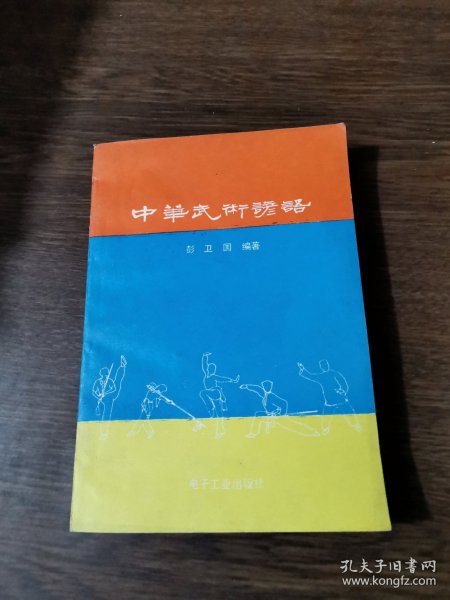 中華武術諺語
彭卫国 编著
电子工业出版社
孔夫子旧书网
www.kongfz.com